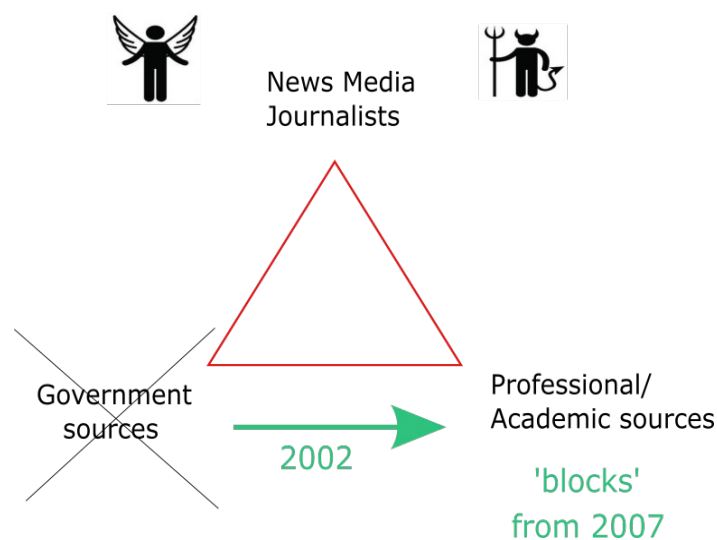 News Media
Journalists
Government
sources
2002
Professional/
Academic sources
'blocks'
from 2007